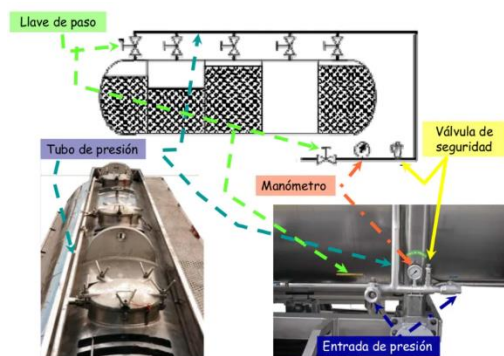 Llave de paso
Válvula de
seguridad
Tubo de presión
Manómetro
Entrada de presión